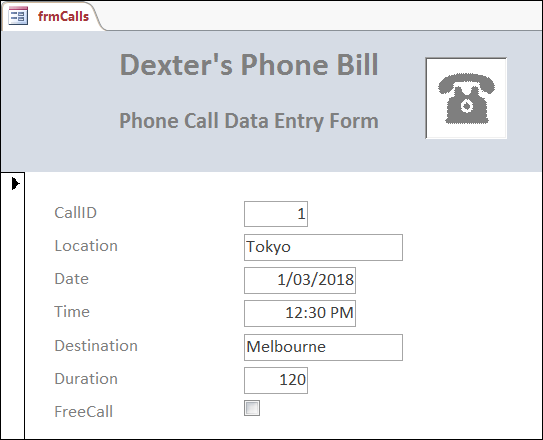 frmCalls
Dexter's Phone Bill
Phone Call Data Entry Form
CallID 1
Location Tokyo
Date 1/03/2018
Time 12:30 PM
Destination Melbourne
Duration 120
FreeCall